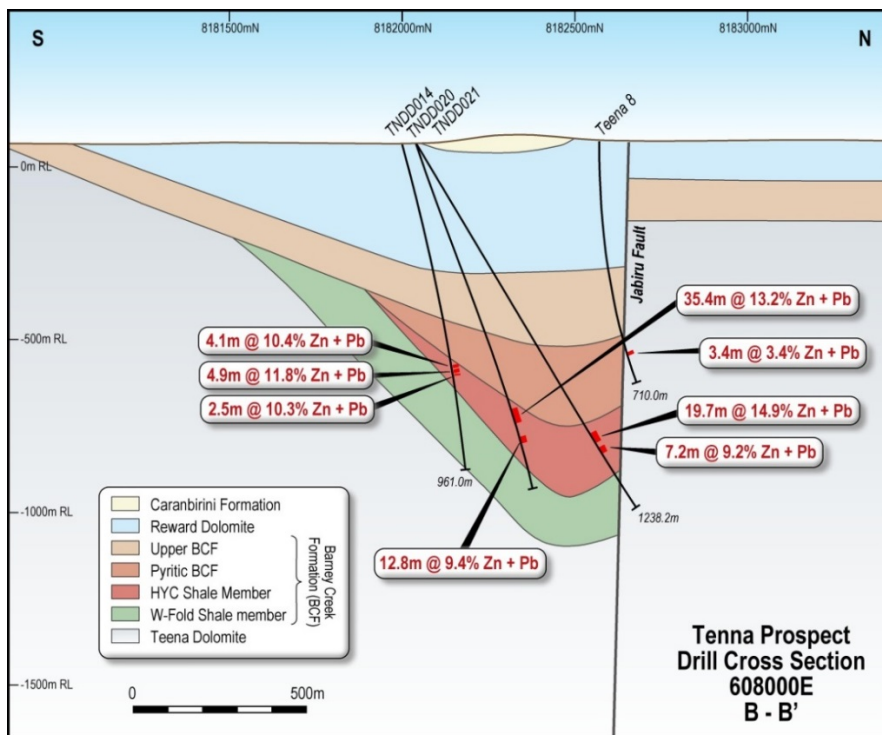 S
8181500mN
8182000mN
8182500mN
8183000mN
N
TNDD014
TNDD020
TNDD021
Teena 8
0m RL
-500m RL
-1000m RL
-1500m RL
Jabiru Fault
35.4m @ 13.2% Zn + Pb
4.1m @ 10.4% Zn + Pb
3.4m @ 3.4% Zn + Pb
4.9m @ 11.8% Zn + Pb
710.0m
2.5m @ 10.3% Zn + Pb
19.7m @ 14.9% Zn + Pb
7.2m @ 9.2% Zn + Pb
961.0m
1238.2m
12.8m @ 9.4% Zn + Pb
Caranbirini Formation
Reward Dolomite
Upper BCF
Pyritic BCF
HYC Shale Member
W-Fold Shale member
Teena Dolomite
Barney Creek
Formation (BCF)
0
500m
Tenna Prospect
Drill Cross Section
608000E
B - B'